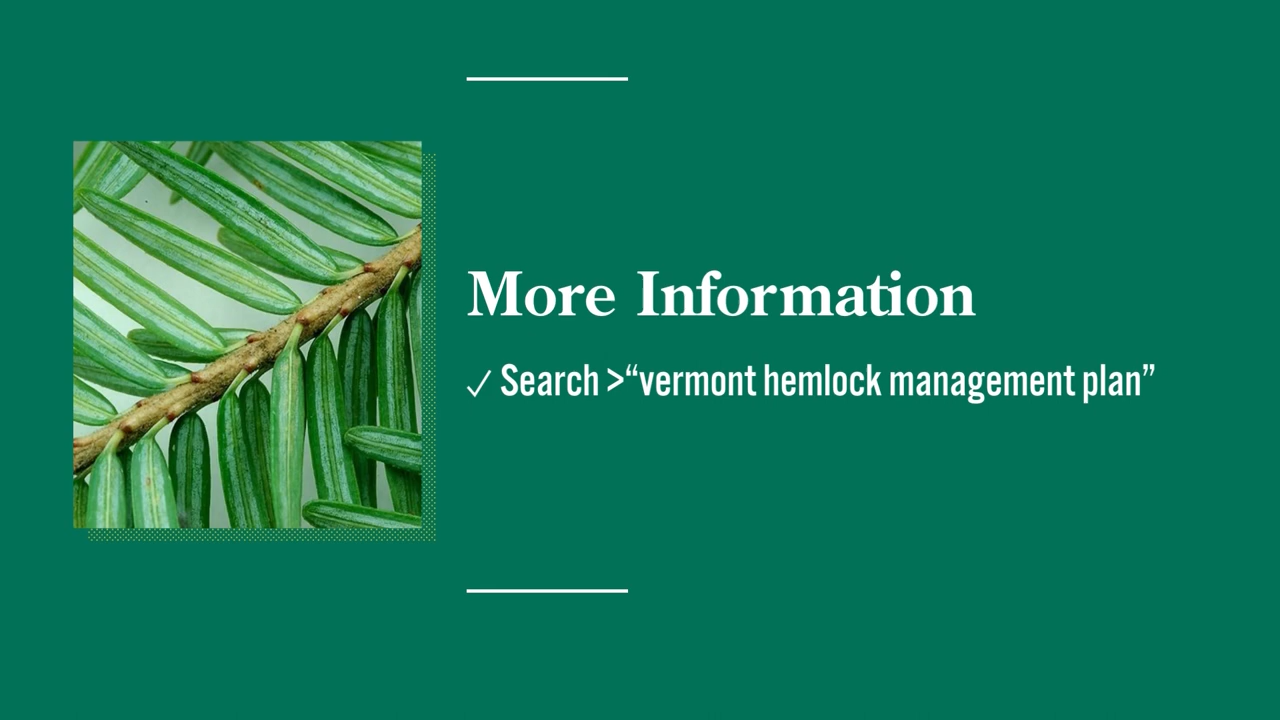 More Information
✓ Search >“vermont hemlock management plan”